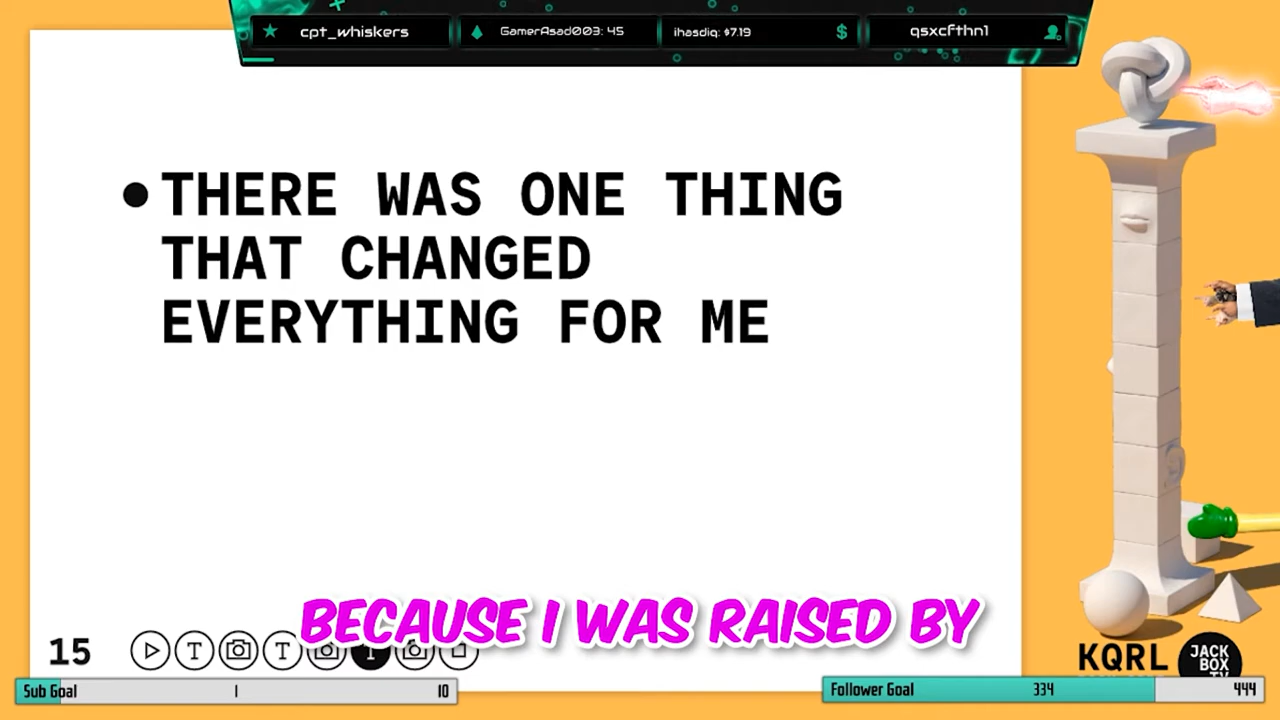 cpt_whiskers
GamerAsad003: 45
ihasdiq: $7.19
qsxcfthn1
•THERE WAS ONE THING
THAT CHANGED
EVERYTHING FOR ME
BECAUSE I WAS RAISED BY
15
T
T
KQRL
JACK
BOX
TV
Sub Goal 1 10
Follower Goal 334 444